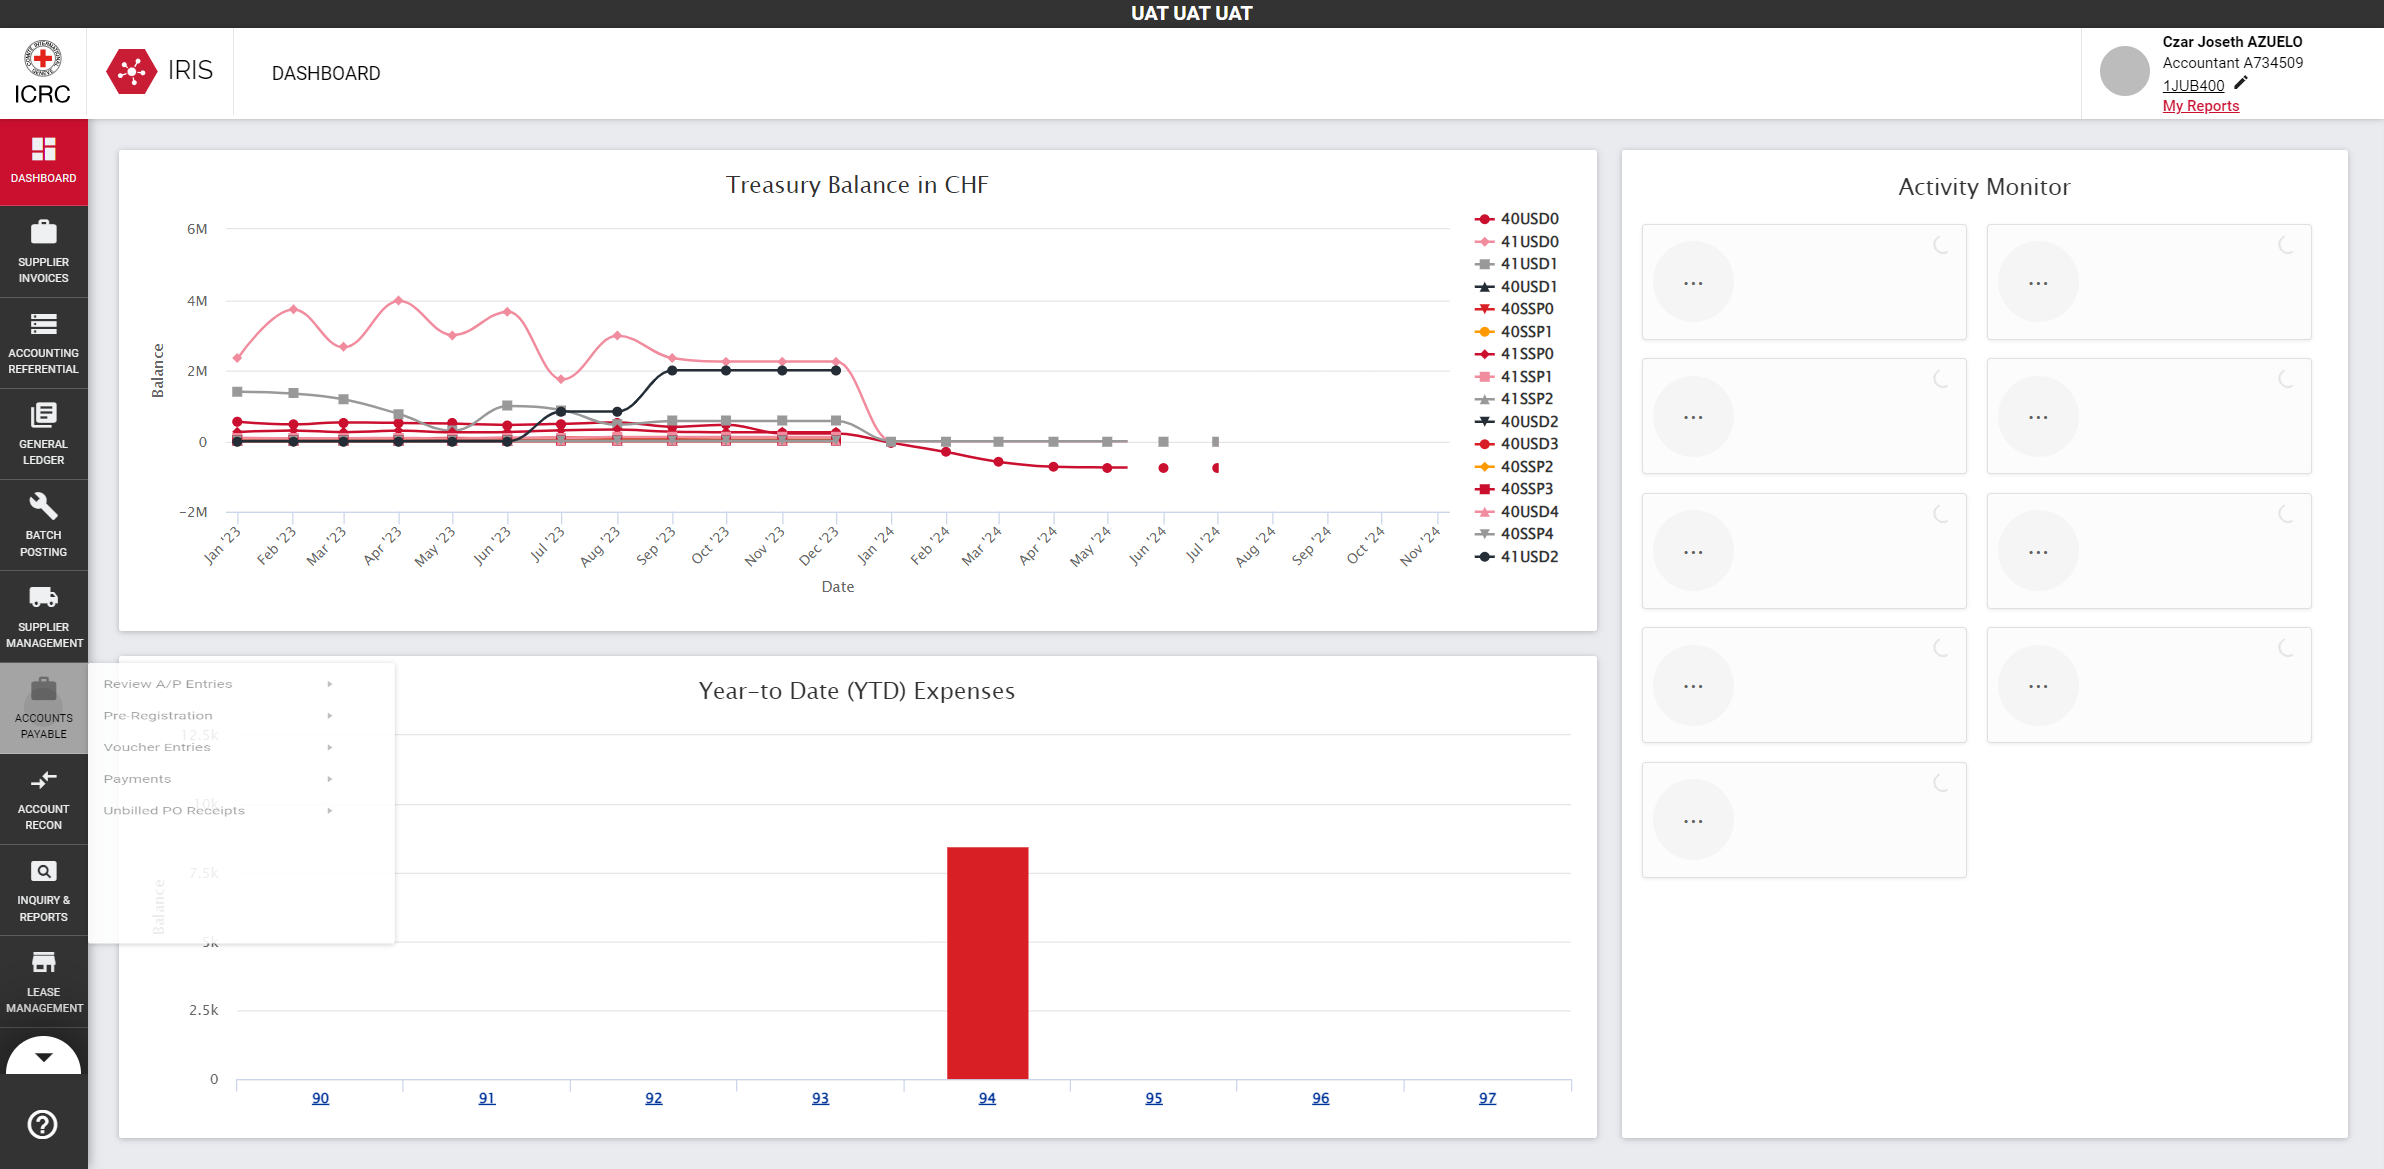 UAT UAT UAT
ICRC
IRIS
DASHBOARD
Czar Joseth AZUELO
Accountant A734509
1JUB400
My Reports
DASHBOARD
SUPPLIER
INVOICES
ACCOUNTING
REFERENTIAL
GENERAL
LEDGER
BATCH
POSTING
SUPPLIER
MANAGEMENT
ACCOUNTS
PAYABLE
ACCOUNT
RECON
INQUIRY &
REPORTS
LEASE
MANAGEMENT
Treasury Balance in CHF
Balance
6M
4M
2M
0
-2M
Jan '23
Feb '23
Mar '23
Apr '23
May '23
Jun '23
Jul '23
Aug '23
Sep '23
Oct '23
Nov '23
Dec '23
Jan '24
Feb '24
Mar '24
Apr '24
May '24
Jun '24
Jul '24
Aug '24
Sep '24
Oct '24
Nov '24
Date
40USD0
41USD0
41USD1
40USD1
40SSP0
40SSP1
41SSP0
41SSP1
41SSP2
40USD2
40USD3
40SSP2
40SSP3
40USD4
40SSP4
41USD2
Review A/P Entries
Pre-Registration
Voucher Entries
Payments
Unbilled PO Receipts
Year-to Date (YTD) Expenses
Balance
12.5k
10k
7.5k
5k
2.5k
0
90
91
92
93
94
95
96
97
Activity Monitor
...
...
...
...
...
...
...
...
...